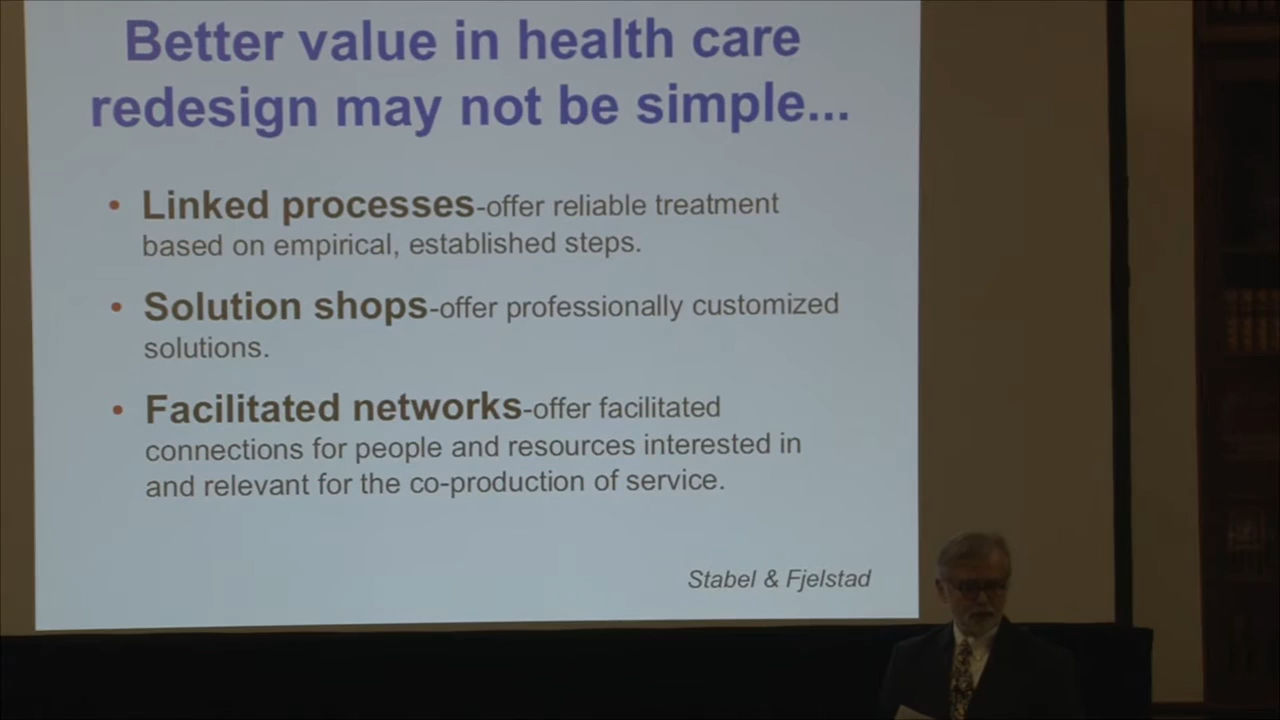 Better value in health care
redesign may not be simple...
• Linked processes-offer reliable treatment
based on empirical, established steps.
• Solution shops-offer professionally customized
solutions.
• Facilitated networks-offer facilitated
connections for people and resources interested in
and relevant for the co-production of service.
Stabel & Fjelstad